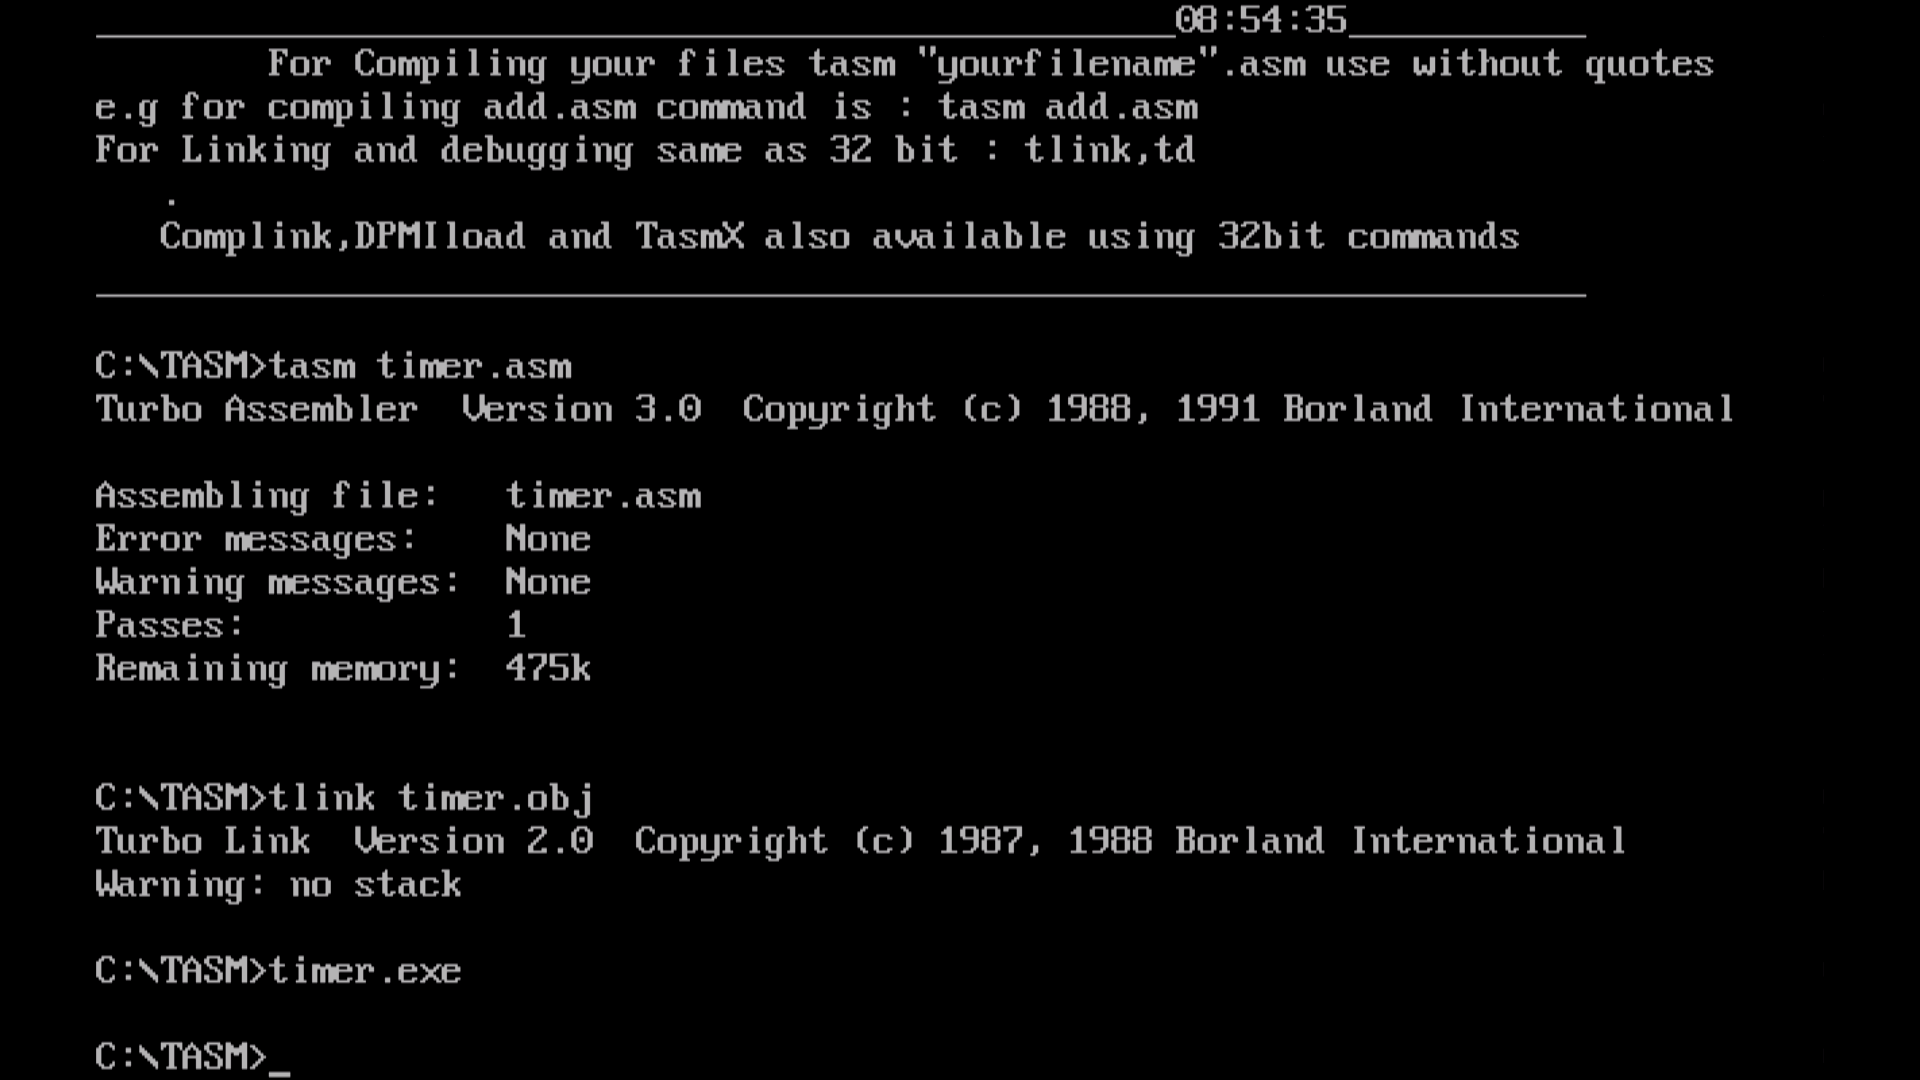 08:54:35
For Compiling your files tasm "yourfilename".asm use without quotes
e.g for compiling add.asm command is : tasm add.asm
For Linking and debugging same as 32 bit : tlink,td
.
Complink,DPMIload and TasmX also available using 32bit commands
C:\TASM>tasm timer.asm
Turbo Assembler  Version 3.0  Copyright (c) 1988, 1991 Borland International
Assembling file:   timer.asm
Error messages:    None
Warning messages:  None
Passes:            1
Remaining memory:  475k
C:\TASM>tlink timer.obj
Turbo Link  Version 2.0  Copyright (c) 1987, 1988 Borland International
Warning: no stack
C:\TASM>timer.exe
C:\TASM>_